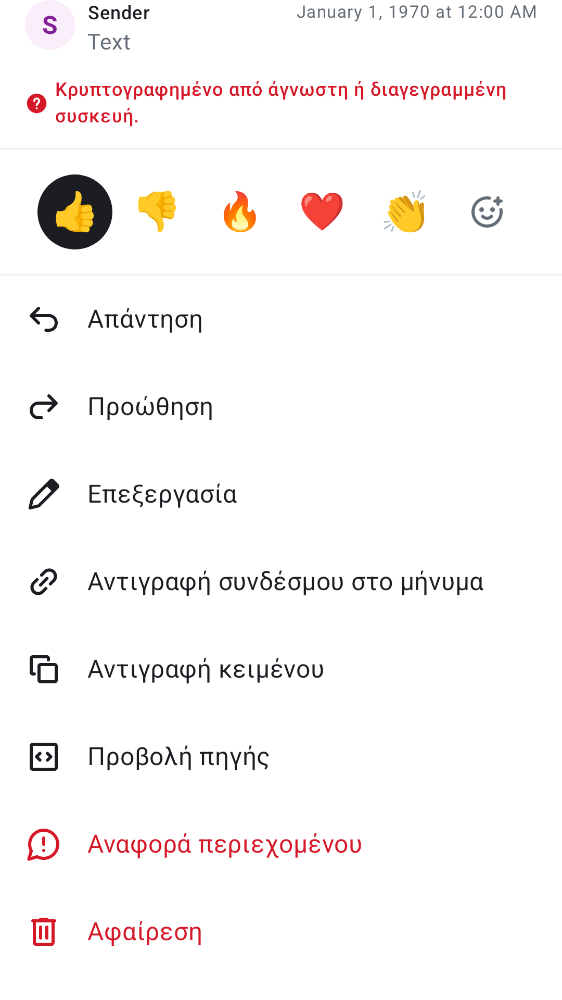 S
Sender
January 1, 1970 at 12:00 AM
Text
Κρυπτογραφημένο από άγνωστη ή διαγεγραμμένη
συσκευή.
Απάντηση
Προώθηση
Επεξεργασία
Αντιγραφή συνδέσμου στο μήνυμα
Αντιγραφή κειμένου
Προβολή πηγής
Αναφορά περιεχομένου
Αφαίρεση